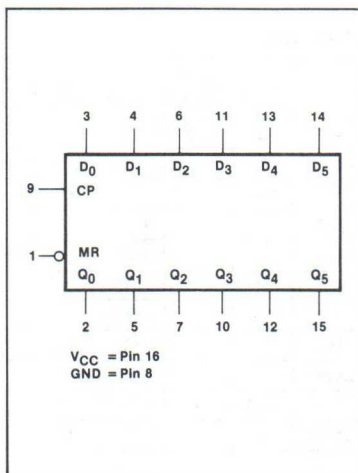 3 4 6 11 13 14
D0 D1 D2 D3 D4 D5
9 CP
1 MR
Q0 Q1 Q2 Q3 Q4 Q5
2 5 7 10 12 15
VCC = Pin 16
GND = Pin 8